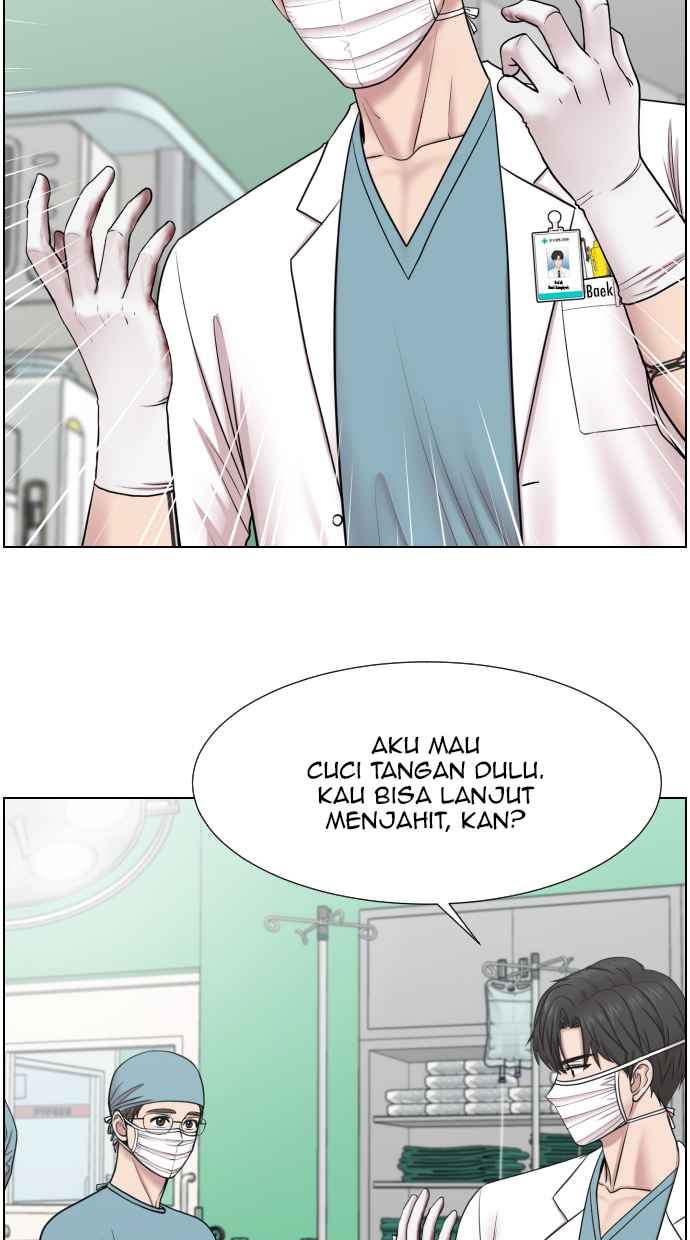 Baek
AKU MAU
CUCI TANGAN DULU.
KAU BISA LANJUT
MENJAHIT, KAN?